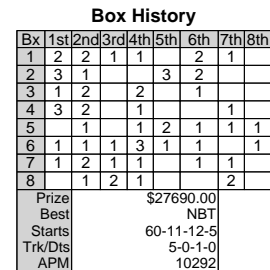 Box History
Bx 1st 2nd 3rd 4th 5th 6th 7th 8th
1 2 2 1 1 2 1
2 3 1 3 2
3 1 2 2 1
4 3 2 1 1
5 1 1 2 1 1 1
6 1 1 1 3 1 1 1
7 1 2 1 1 1 1
8 1 2 1 2
Prize $27690.00
Best NBT
Starts 60-11-12-5
Trk/Dts 5-0-1-0
APM 10292